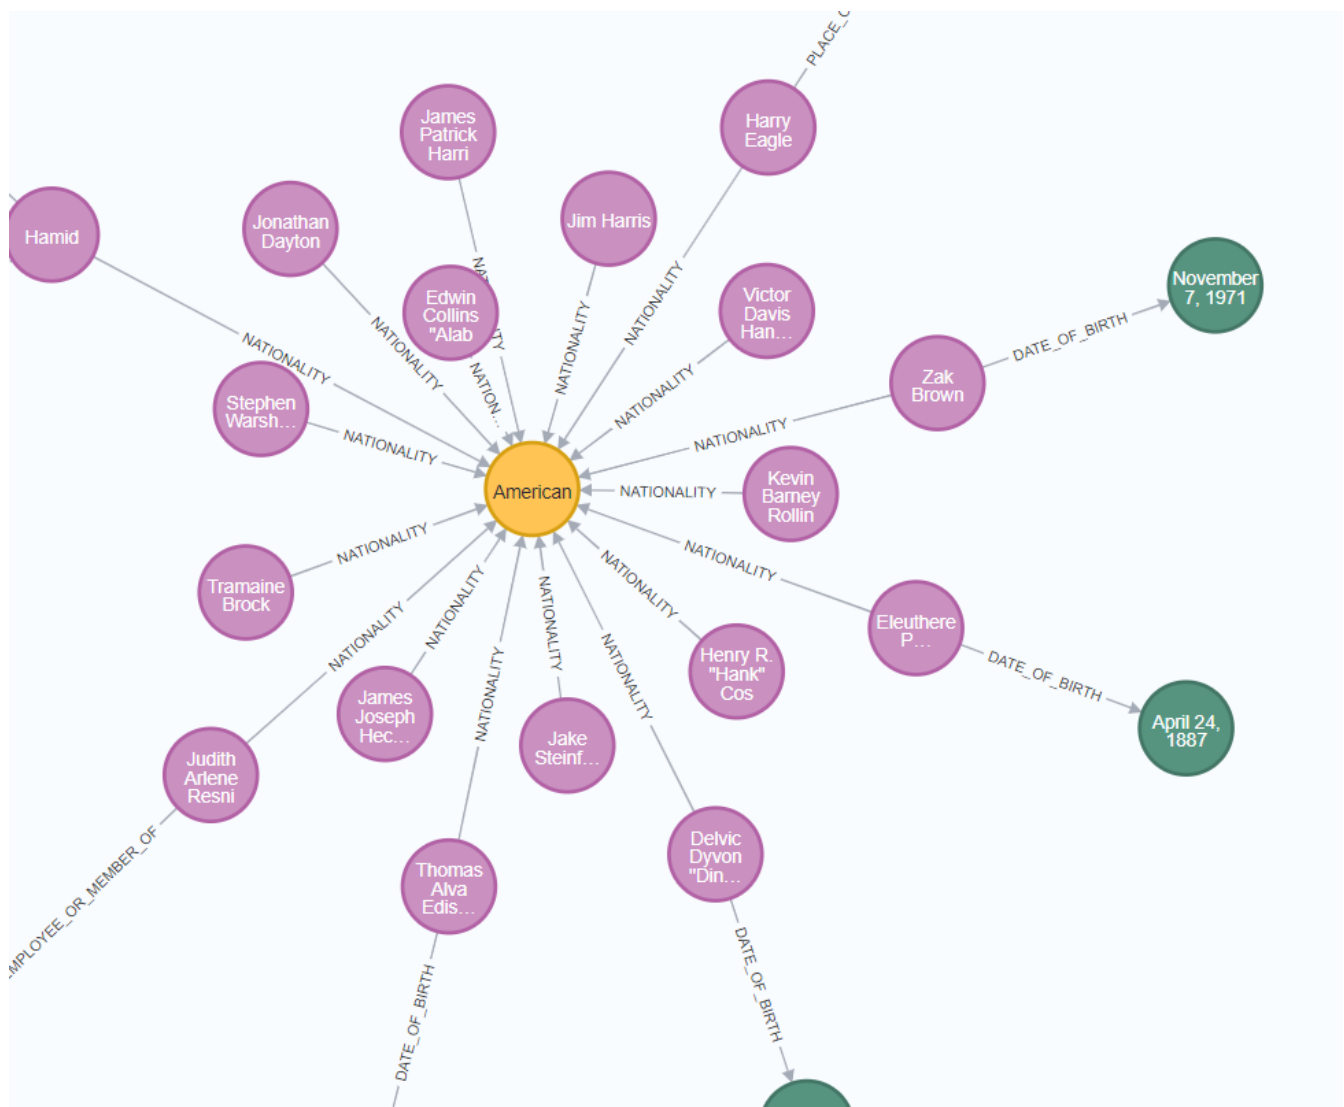 PLACE_O
James
Patrick
Harri
Harry
Eagle
Jim Harris
Jonathan
Dayton
Hamid
November
7, 1971
Edwin
Collins
"Alab
Victor
Davis
Han...
DATE_OF_BIRTH
Zak
Brown
NATIONALITY
NATIONALITY
NATIONALITY
NATIONALITY
NATIONALITY
NATION...
NATIONALITY
Stephen
Warsh...
NATIONALITY
NATIONALITY
American
NATIONALITY
Kevin
Barney
Rollin
NATIONALITY
NATIONALITY
Tramaine
Brock
NATIONALITY
NATIONALITY
NATIONALITY
NATIONALITY
NATIONALITY
NATIONALITY
NATIONALITY
Eleuthere
P...
DATE_OF_BIRTH
Henry R.
"Hank"
Cos
James
Joseph
Hec...
April 24,
1887
Jake
Steinf...
Judith
Arlene
Resni
Delvic
Dyvon
"Din...
Thomas
Alva
Edis...
MPLOYEE_OR_MEMBER_OF
DATE_OF_BIRTH
DATE_OF_BIRTH